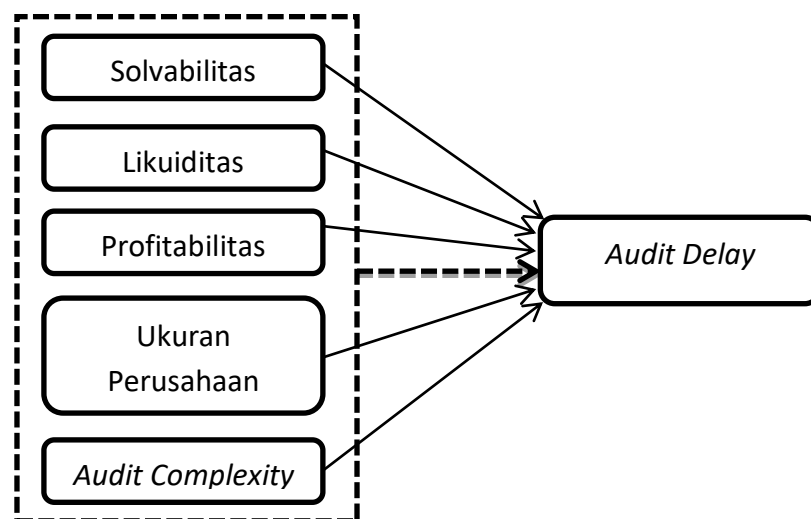 Solvabilitas
Likuiditas
Profitabilitas
Ukuran
Perusahaan
Audit Complexity
Audit Delay